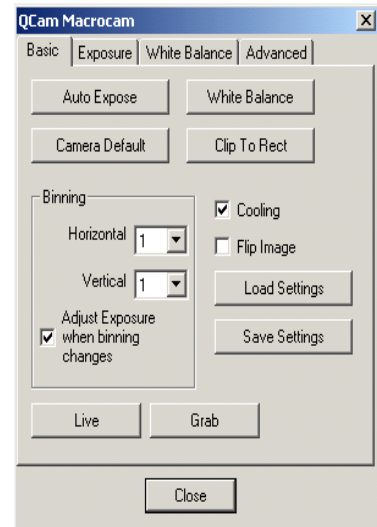 QCam Macrocam
Basic Exposure White Balance Advanced
Auto Expose White Balance
Camera Default Clip To Rect
Binning
Horizontal 1
Vertical 1
Adjust Exposure
when binning
changes
Cooling
Flip Image
Load Settings
Save Settings
Live Grab
Close